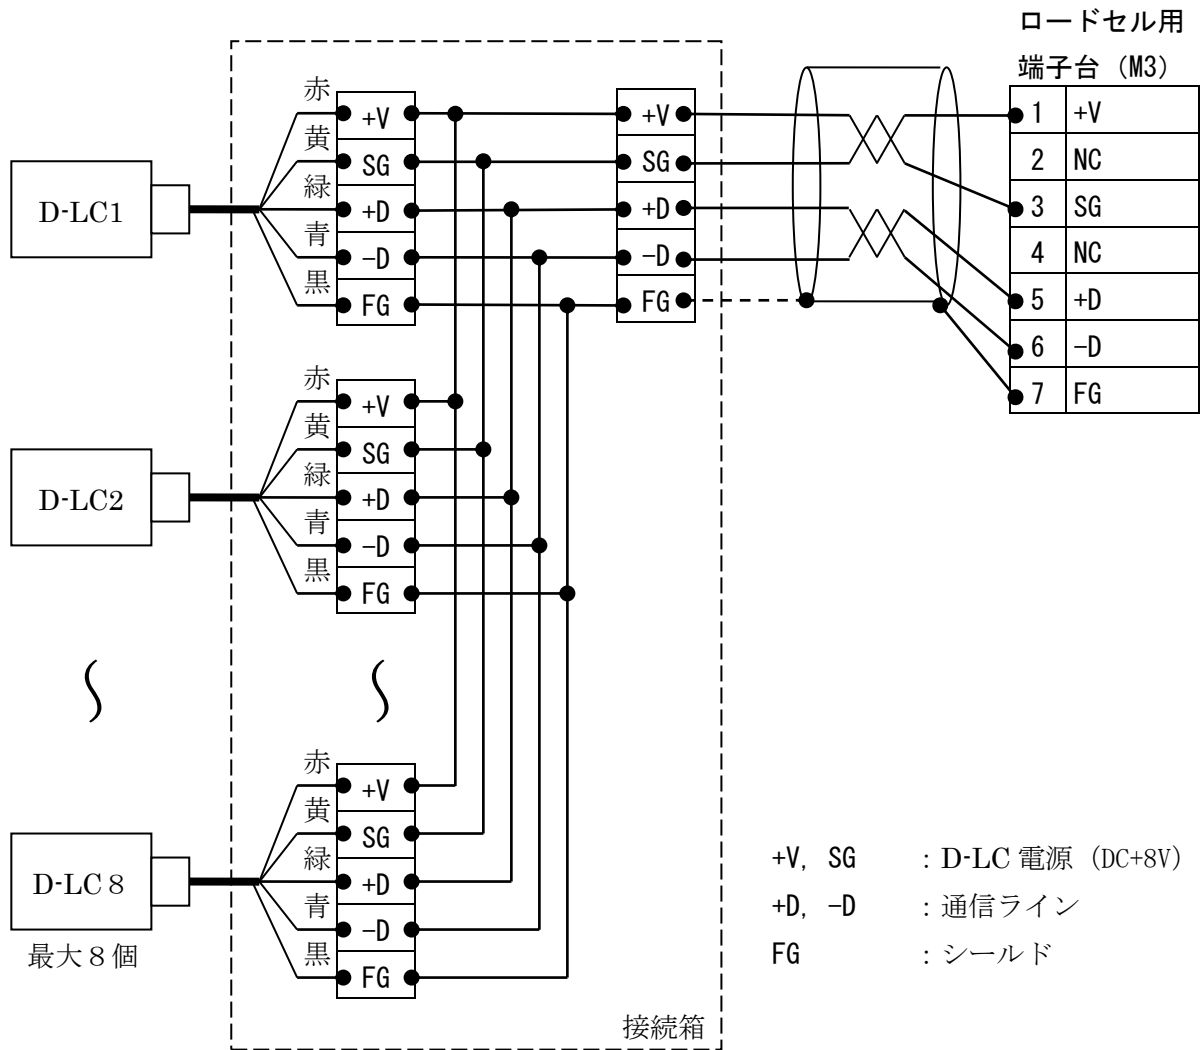 ロードセル用
端子台 (M3)
1 +V
2 NC
3 SG
4 NC
5 +D
6 −D
7 FG
D-LC1
赤
黄
緑
青
黒
+V
SG
+D
−D
FG
+V
SG
+D
−D
FG
D-LC2
赤
黄
緑
青
黒
+V
SG
+D
−D
FG
D-LC８
最大８個
赤
黄
緑
青
黒
+V
SG
+D
−D
FG
接続箱
+V, SG : D-LC 電源 (DC+8V)
+D, −D : 通信ライン
FG : シールド